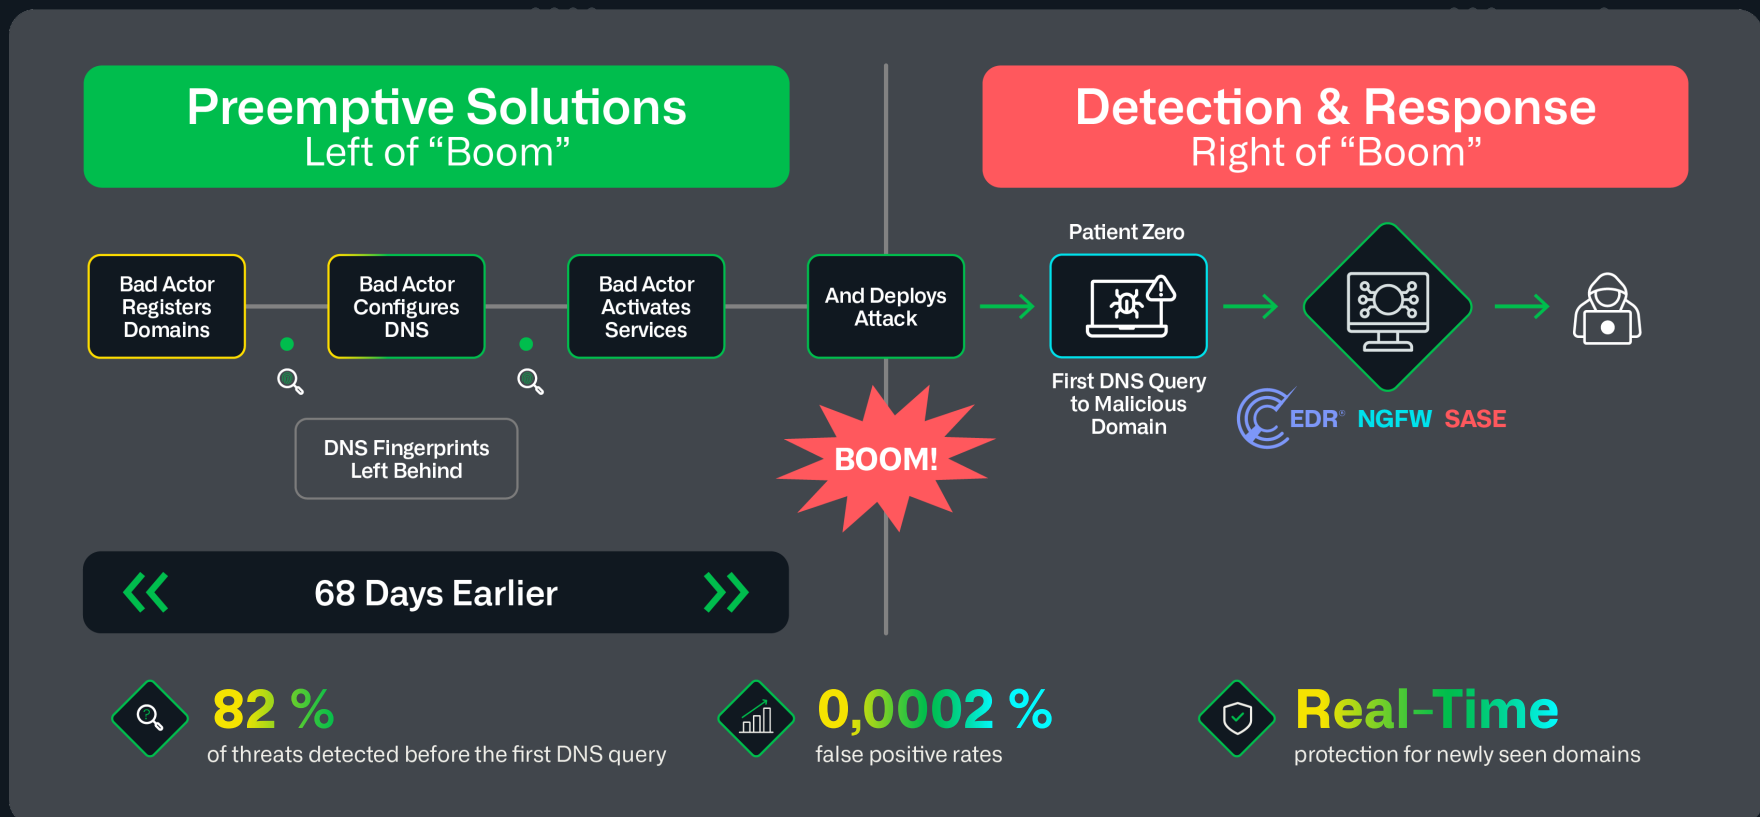 Preemptive Solutions
Left of “Boom”
Detection & Response
Right of “Boom”
Bad Actor
Registers
Domains
Bad Actor
Configures
DNS
Bad Actor
Activates
Services
And Deploys
Attack
Patient Zero
First DNS Query
to Malicious
Domain
EDR® NGFW SASE
DNS Fingerprints
Left Behind
BOOM!
68 Days Earlier
82 %
of threats detected before the first DNS query
0,0002 %
false positive rates
Real-Time
protection for newly seen domains